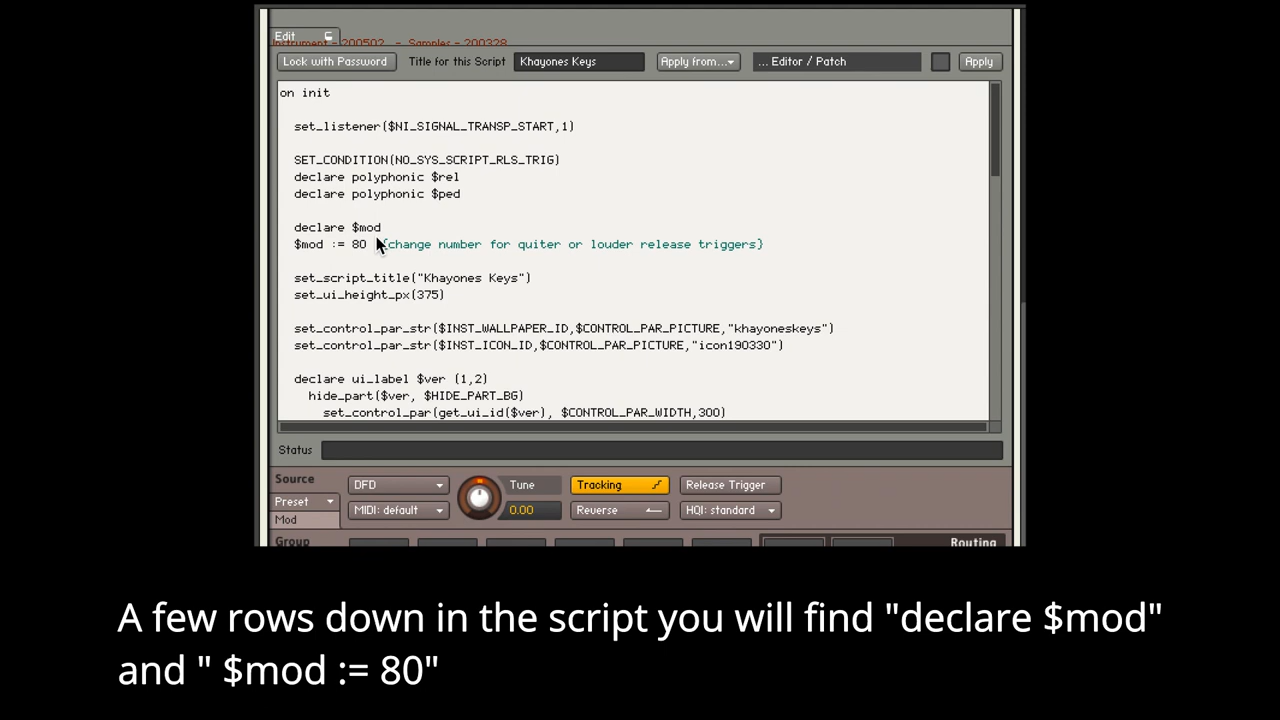 Edit
Instrument - 200502 - Samples - 200328
Lock with Password Title for this Script Khayones Keys Apply from... ... Editor / Patch Apply
on init
set_listener($NI_SIGNAL_TRANSP_START,1)
SET_CONDITION(NO_SYS_SCRIPT_RLS_TRIG)
declare polyphonic $rel
declare polyphonic $ped
declare $mod
$mod := 80 {change number for quiter or louder release triggers}
set_script_title("Khayones Keys")
set_ui_height_px(375)
set_control_par_str($INST_WALLPAPER_ID,$CONTROL_PAR_PICTURE,"khayoneskeys")
set_control_par_str($INST_ICON_ID,$CONTROL_PAR_PICTURE,"icon190330")
declare ui_label $ver (1,2)
hide_part($ver, $HIDE_PART_BG)
set_control_par(get_ui_id($ver), $CONTROL_PAR_WIDTH,300)
Status
Source DFD Tune Tracking Release Trigger
Preset
MIDI: default 0.00 Reverse HQI: standard
Mod
Group Routing
A few rows down in the script you will find "declare $mod"
and " $mod := 80"